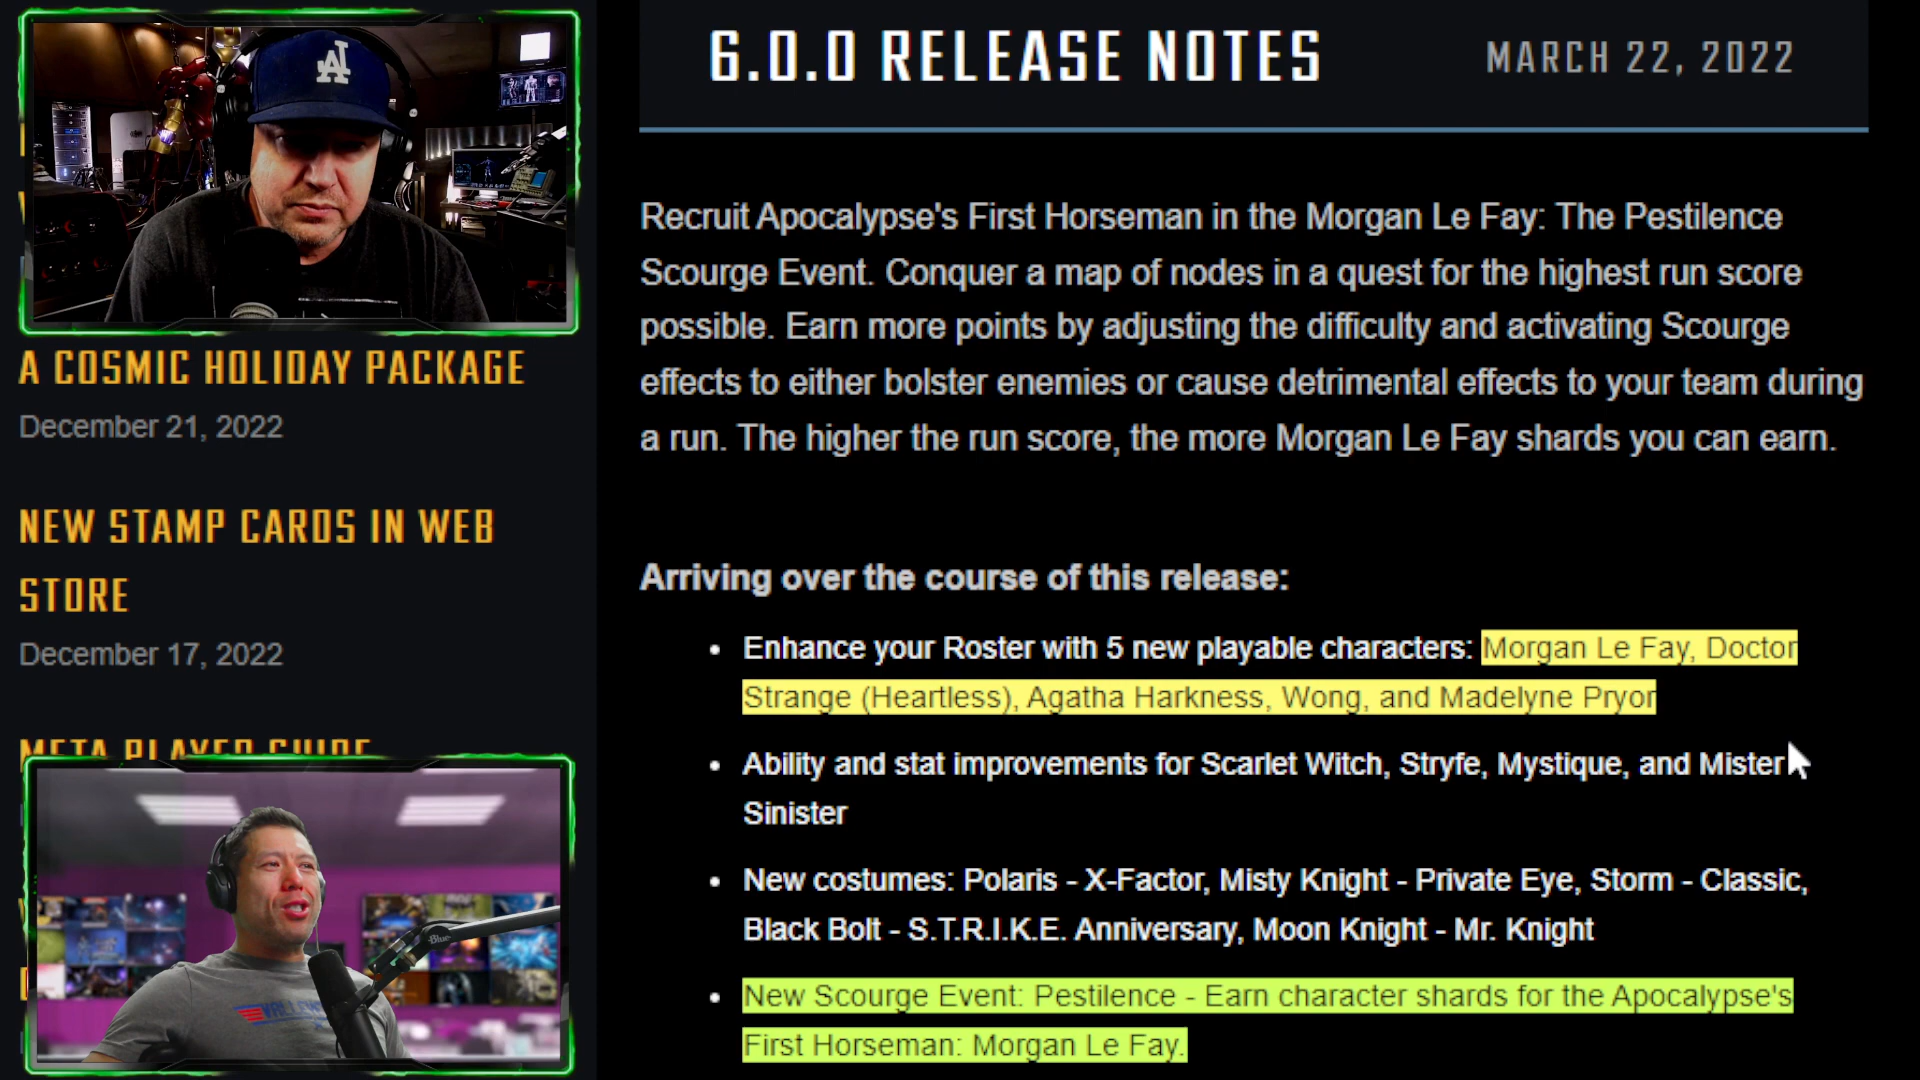 6.0.0 RELEASE NOTES
MARCH 22, 2022
Recruit Apocalypse's First Horseman in the Morgan Le Fay: The Pestilence
Scourge Event. Conquer a map of nodes in a quest for the highest run score
possible. Earn more points by adjusting the difficulty and activating Scourge
effects to either bolster enemies or cause detrimental effects to your team during
a run. The higher the run score, the more Morgan Le Fay shards you can earn.
Arriving over the course of this release:
• Enhance your Roster with 5 new playable characters: Morgan Le Fay, Doctor
Strange (Heartless), Agatha Harkness, Wong, and Madelyne Pryor
• Ability and stat improvements for Scarlet Witch, Stryfe, Mystique, and Mister
Sinister
• New costumes: Polaris - X-Factor, Misty Knight - Private Eye, Storm - Classic,
Black Bolt - S.T.R.I.K.E. Anniversary, Moon Knight - Mr. Knight
• New Scourge Event: Pestilence - Earn character shards for the Apocalypse's
First Horseman: Morgan Le Fay.
A COSMIC HOLIDAY PACKAGE
December 21, 2022
NEW STAMP CARDS IN WEB
STORE
December 17, 2022
META PLAYER GUIDE
Blue